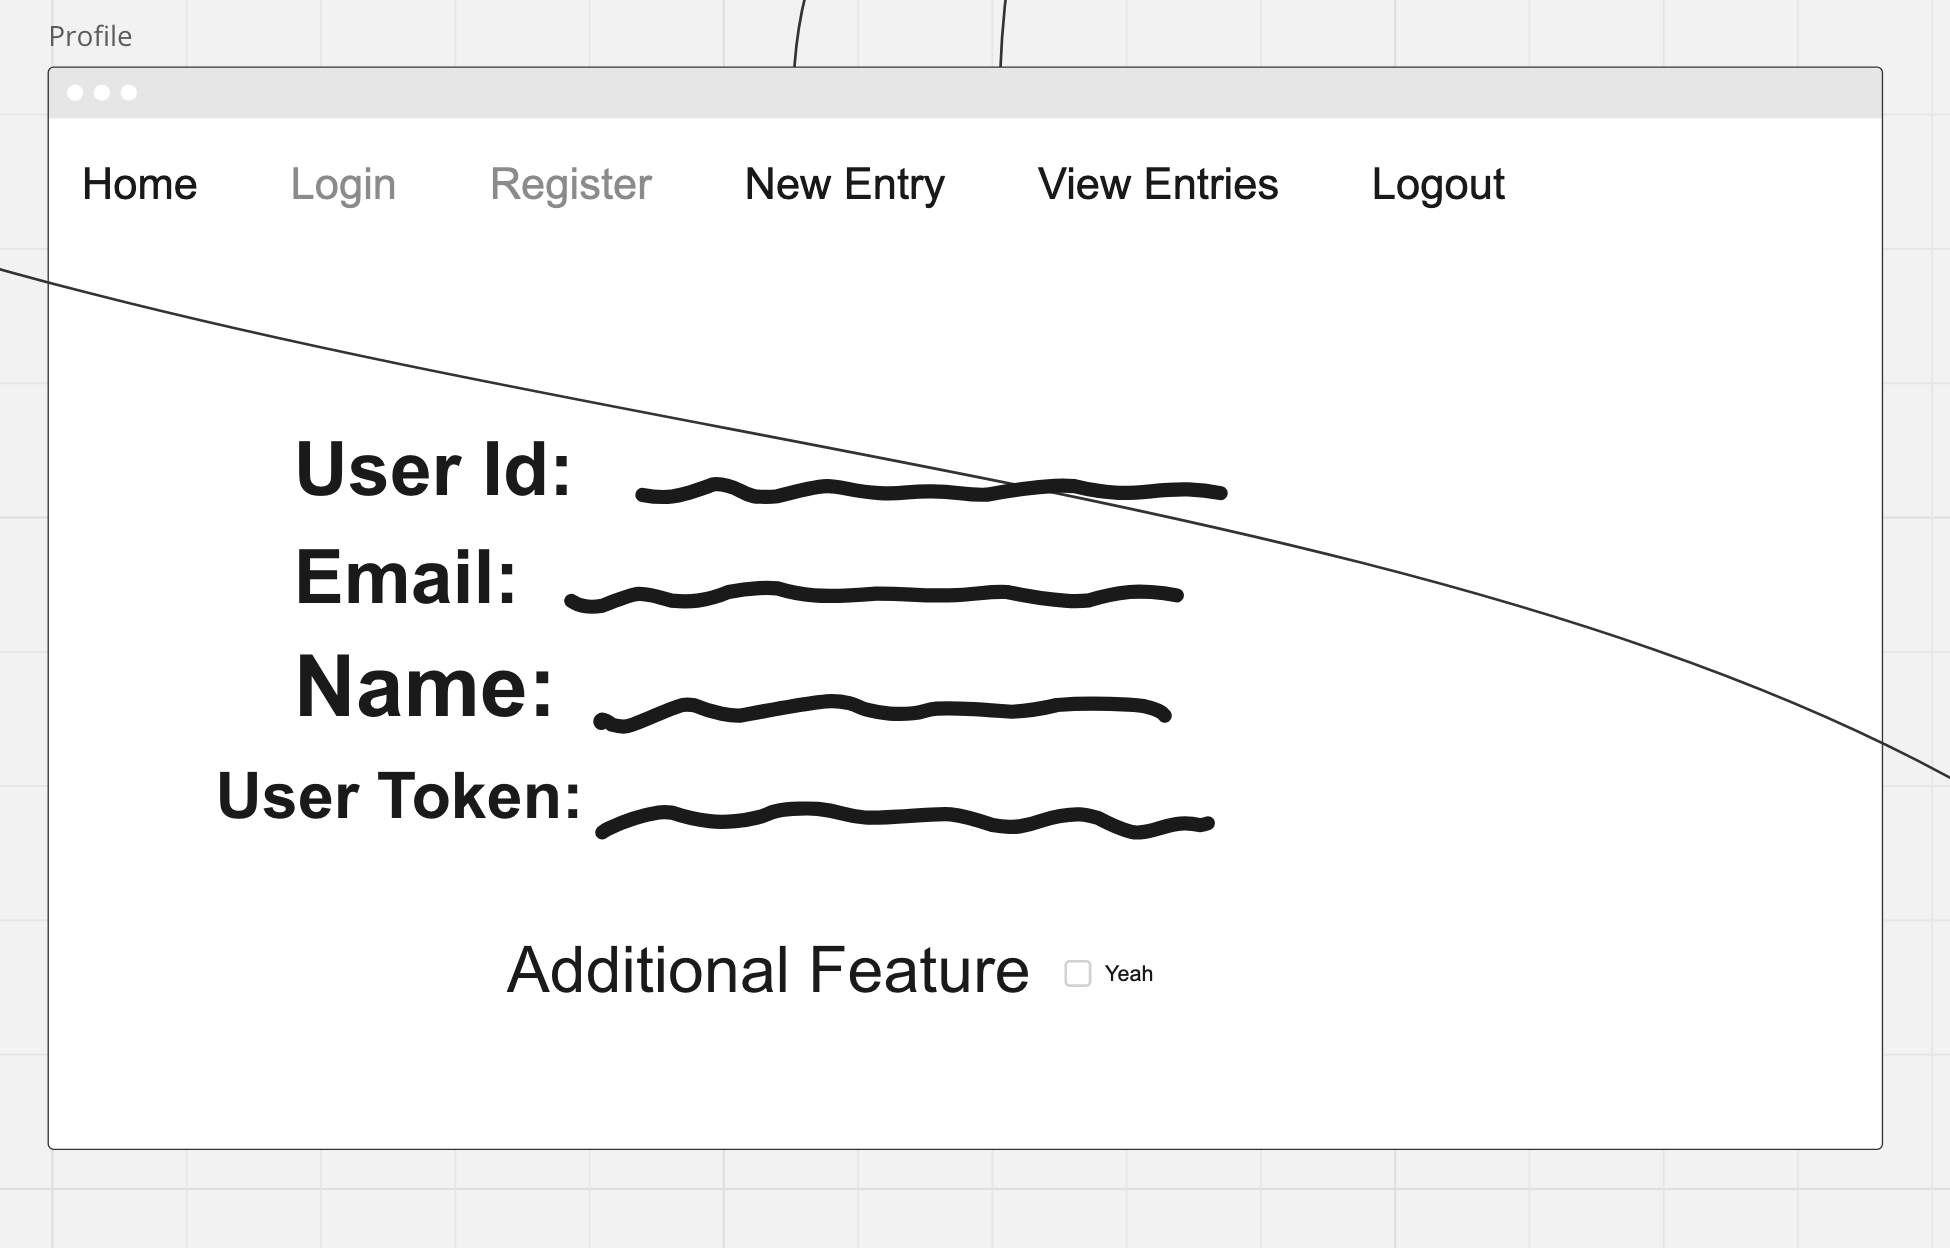 Profile
Home Login Register New Entry View Entries Logout
User Id:
Email:
Name:
User Token:
Additional Feature Yeah